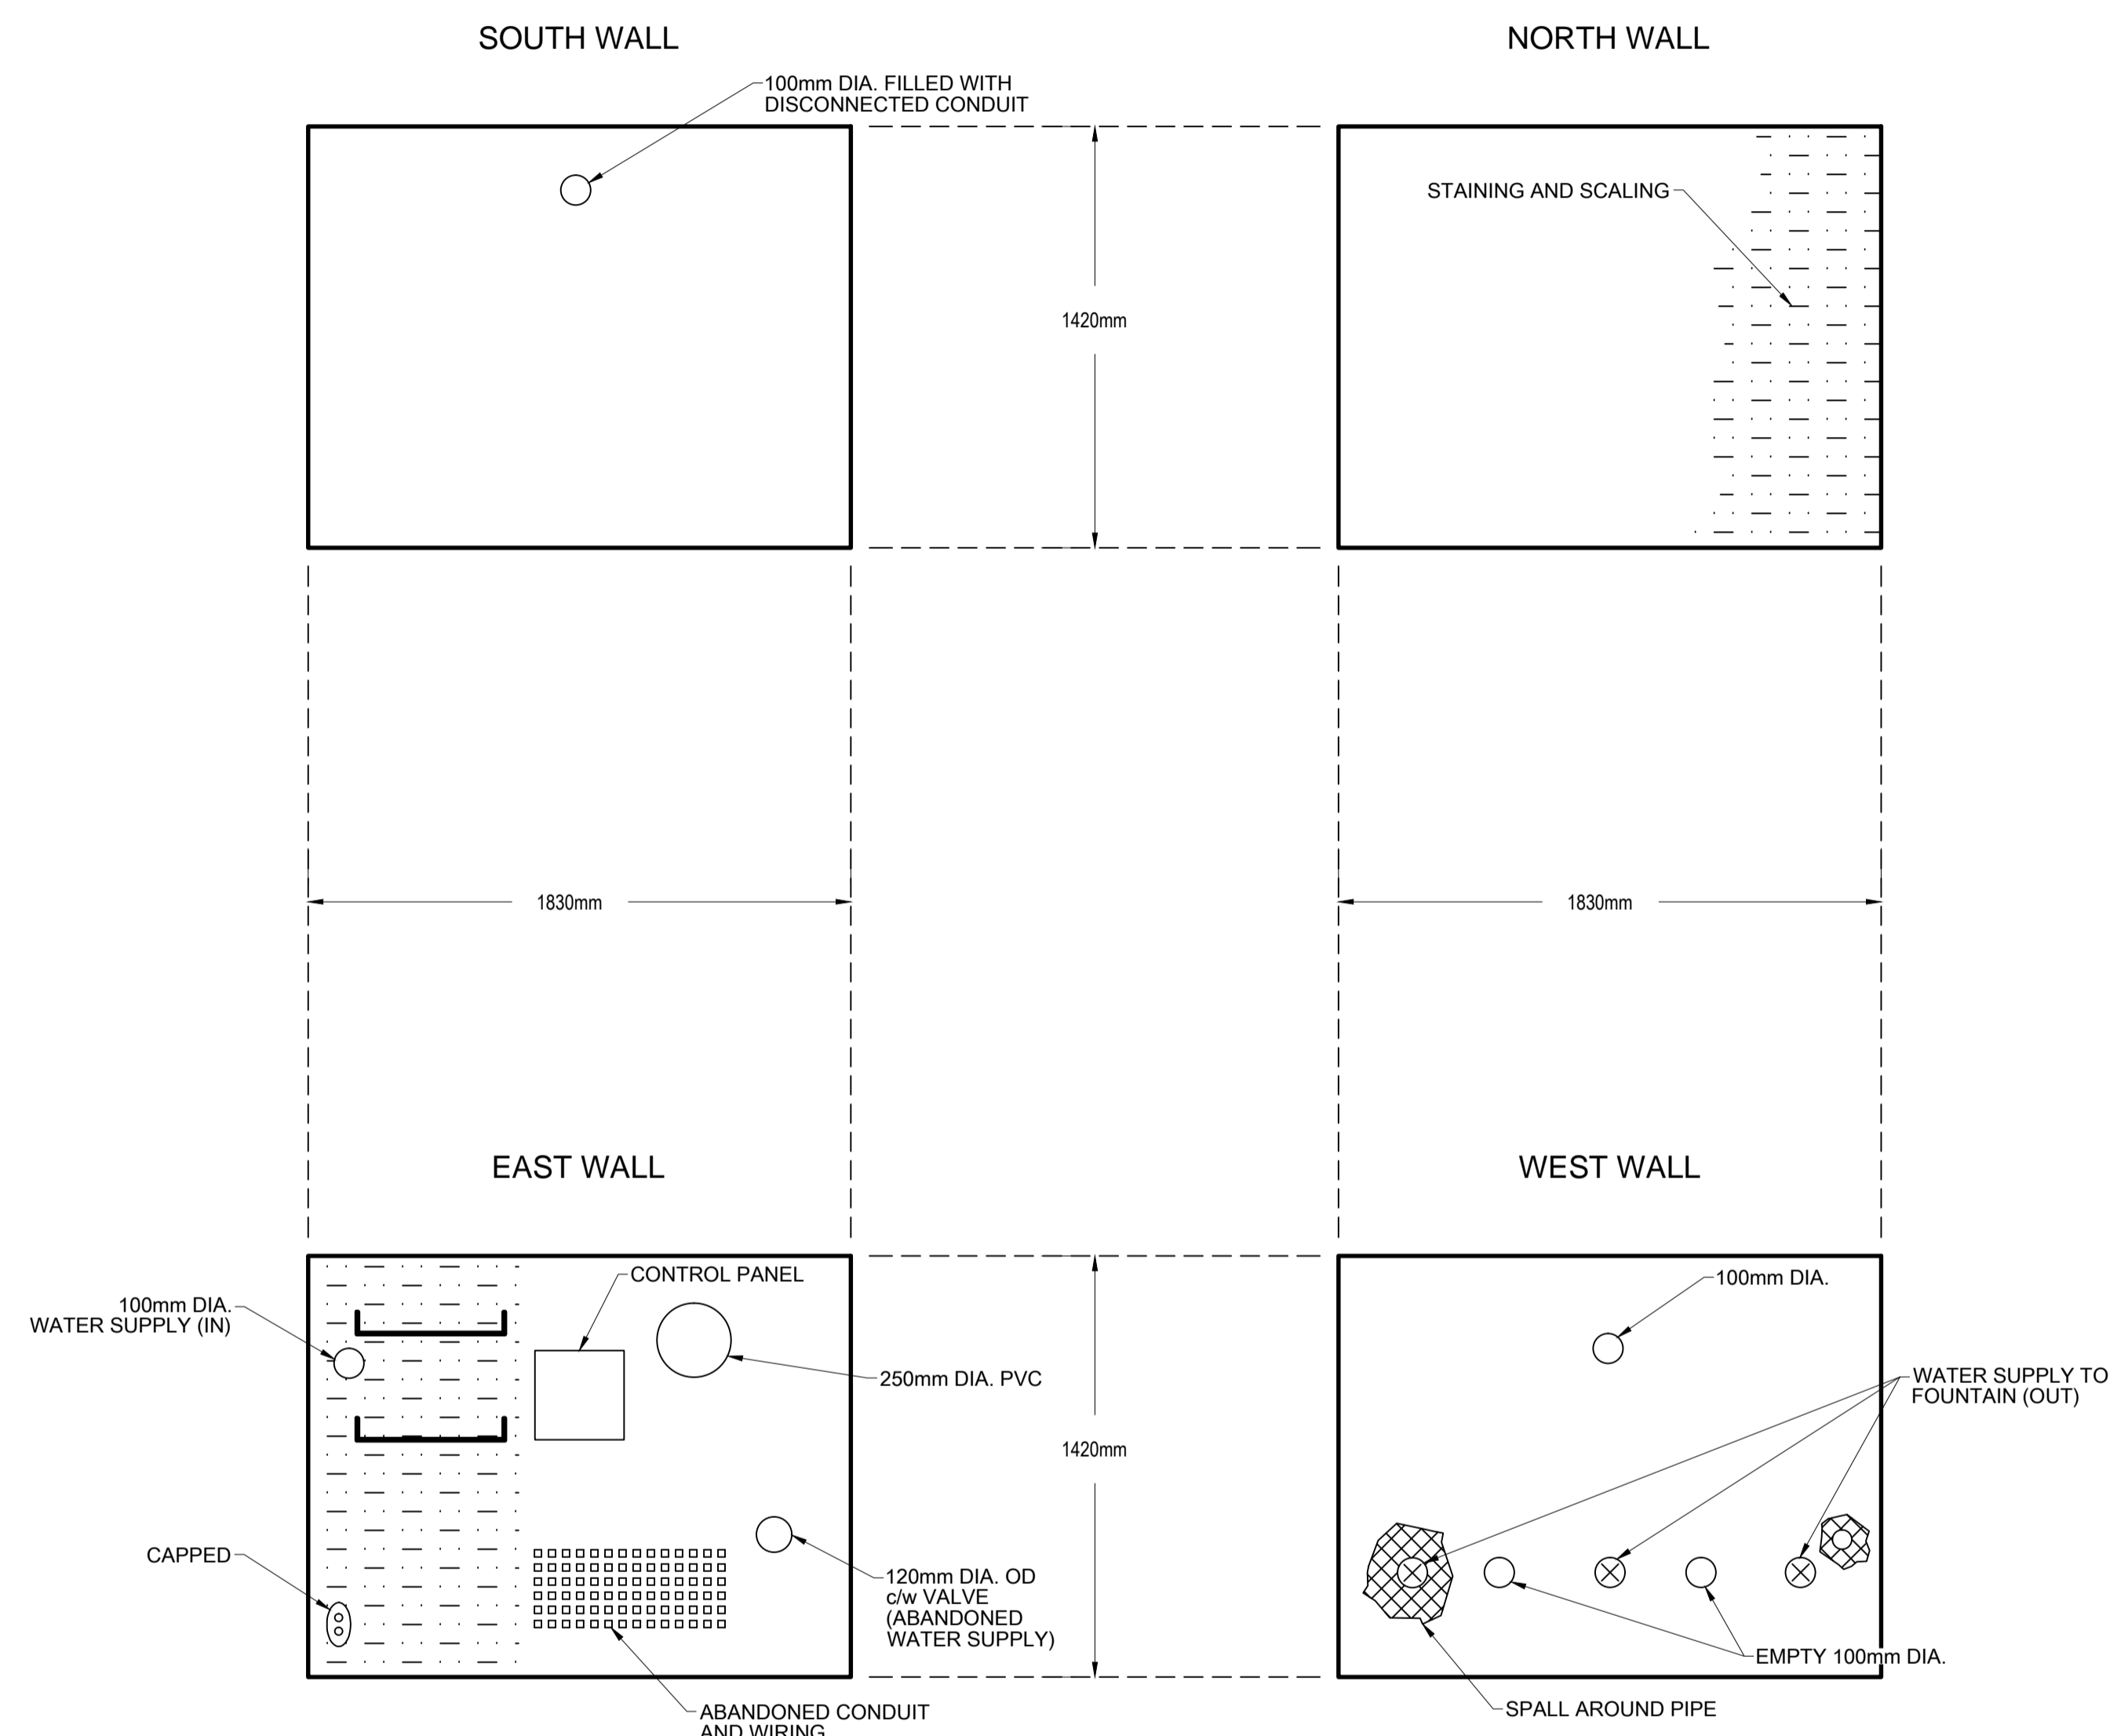 SOUTH WALL
NORTH WALL
100mm DIA. FILLED WITH
DISCONNECTED CONDUIT
STAINING AND SCALING
1420mm
1830mm
1830mm
EAST WALL
WEST WALL
CONTROL PANEL
100mm DIA.
100mm DIA.
WATER SUPPLY (IN)
250mm DIA. PVC
WATER SUPPLY TO
FOUNTAIN (OUT)
1420mm
CAPPED
120mm DIA. OD
c/w VALVE
(ABANDONED
WATER SUPPLY)
EMPTY 100mm DIA.
SPALL AROUND PIPE
ABANDONED CONDUIT
AND WIRING